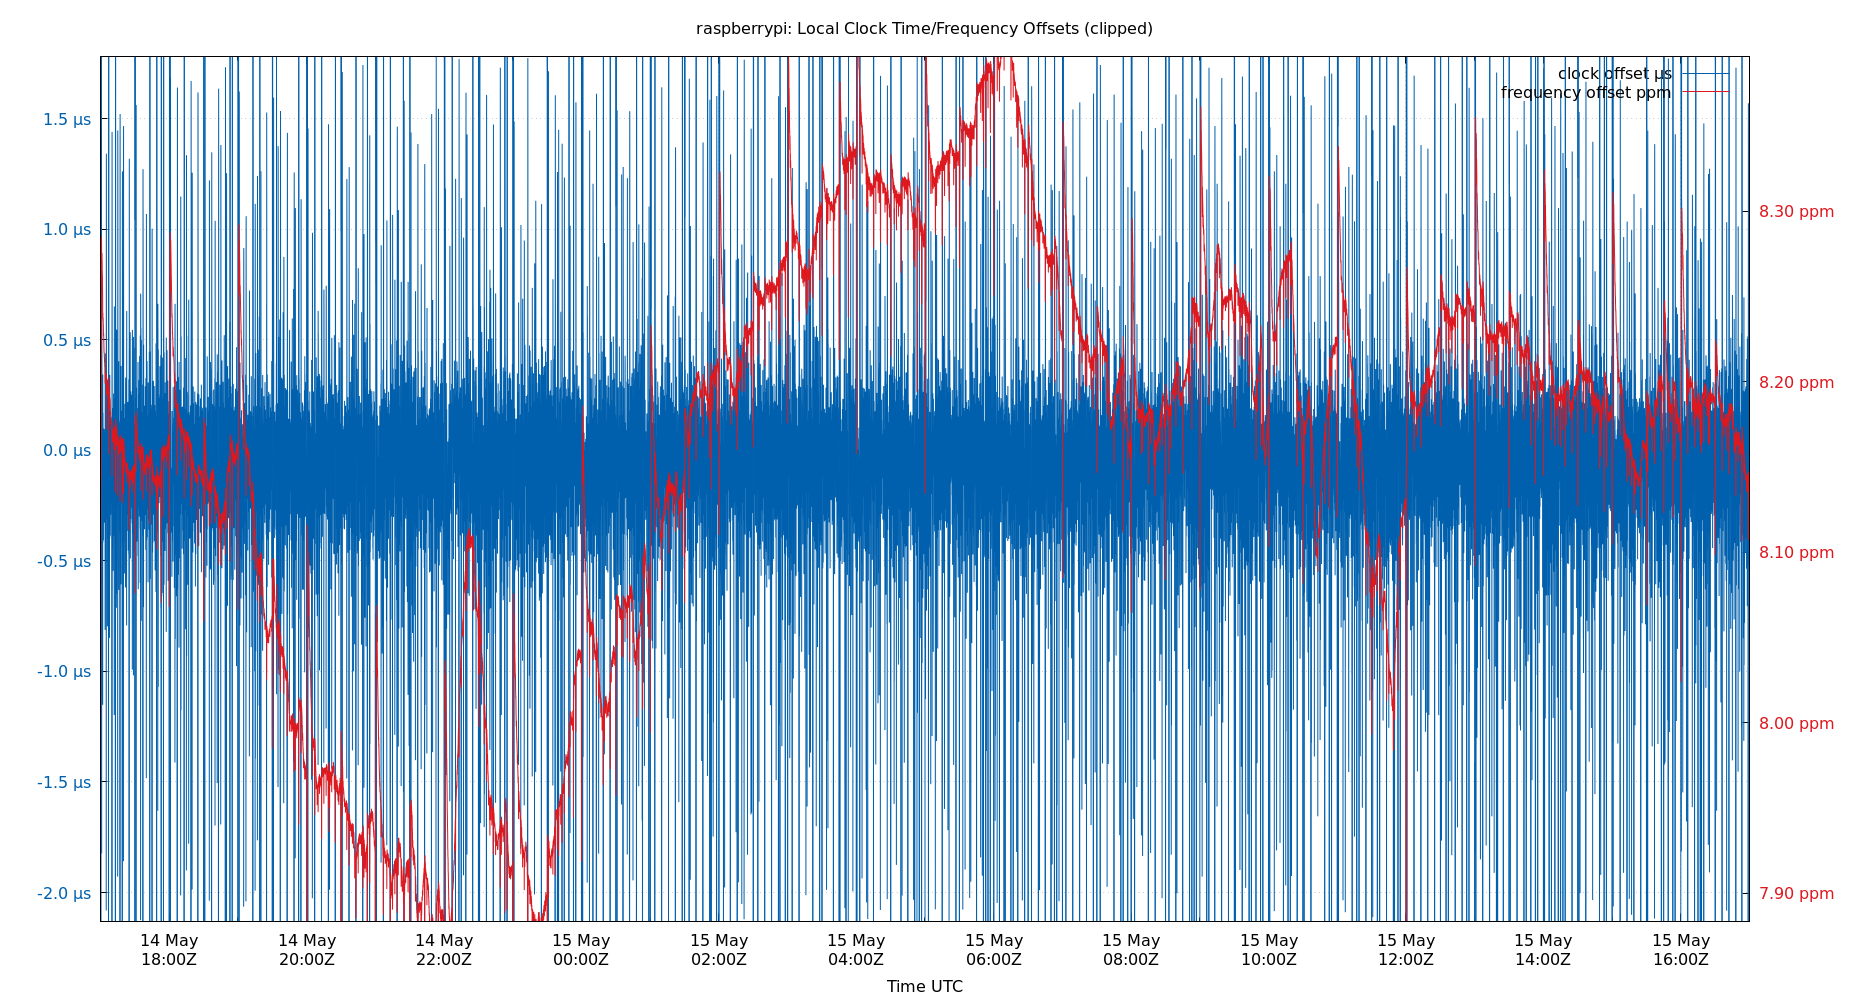 raspberrypi: Local Clock Time/Frequency Offsets (clipped)
clock offset µs
frequency offset ppm
1.5 µs
1.0 µs
0.5 µs
0.0 µs
-0.5 µs
-1.0 µs
-1.5 µs
-2.0 µs
8.30 ppm
8.20 ppm
8.10 ppm
8.00 ppm
7.90 ppm
14 May 14 May 14 May 15 May 15 May 15 May 15 May 15 May 15 May 15 May 15 May 15 May
18:00Z 20:00Z 22:00Z 00:00Z 02:00Z 04:00Z 06:00Z 08:00Z 10:00Z 12:00Z 14:00Z 16:00Z
Time UTC